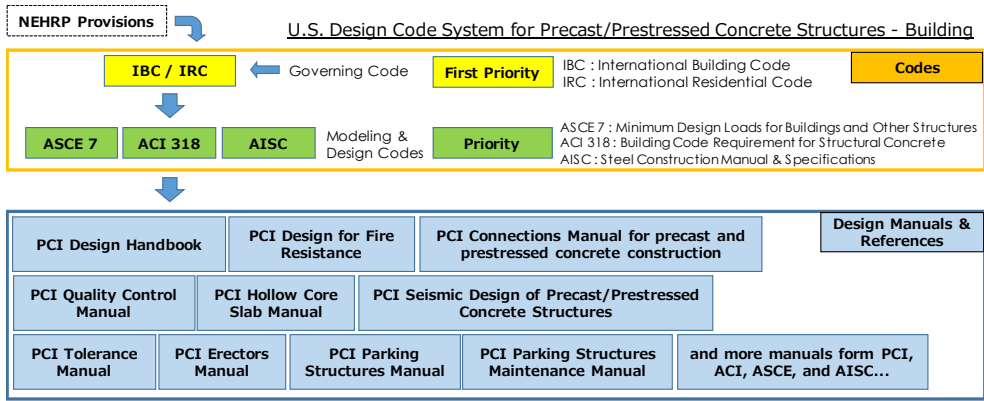 NEHRP Provisions
U.S. Design Code System for Precast/Prestressed Concrete Structures - Building
IBC / IRC
Governing Code
First Priority
IBC : International Building Code
IRC : International Residential Code
Codes
ASCE 7
ACI 318
AISC
Modeling &
Design Codes
Priority
ASCE 7 : Minimum Design Loads for Buildings and Other Structures
ACI 318 : Building Code Requirement for Structural Concrete
AISC : Steel Construction Manual & Specifications
Design Manuals &
References
PCI Design Handbook
PCI Design for Fire
Resistance
PCI Connections Manual for precast and
prestressed concrete construction
PCI Quality Control
Manual
PCI Hollow Core
Slab Manual
PCI Seismic Design of Precast/Prestressed
Concrete Structures
PCI Tolerance
Manual
PCI Erectors
Manual
PCI Parking
Structures Manual
PCI Parking Structures
Maintenance Manual
and more manuals form PCI,
ACI, ASCE, and AISC...